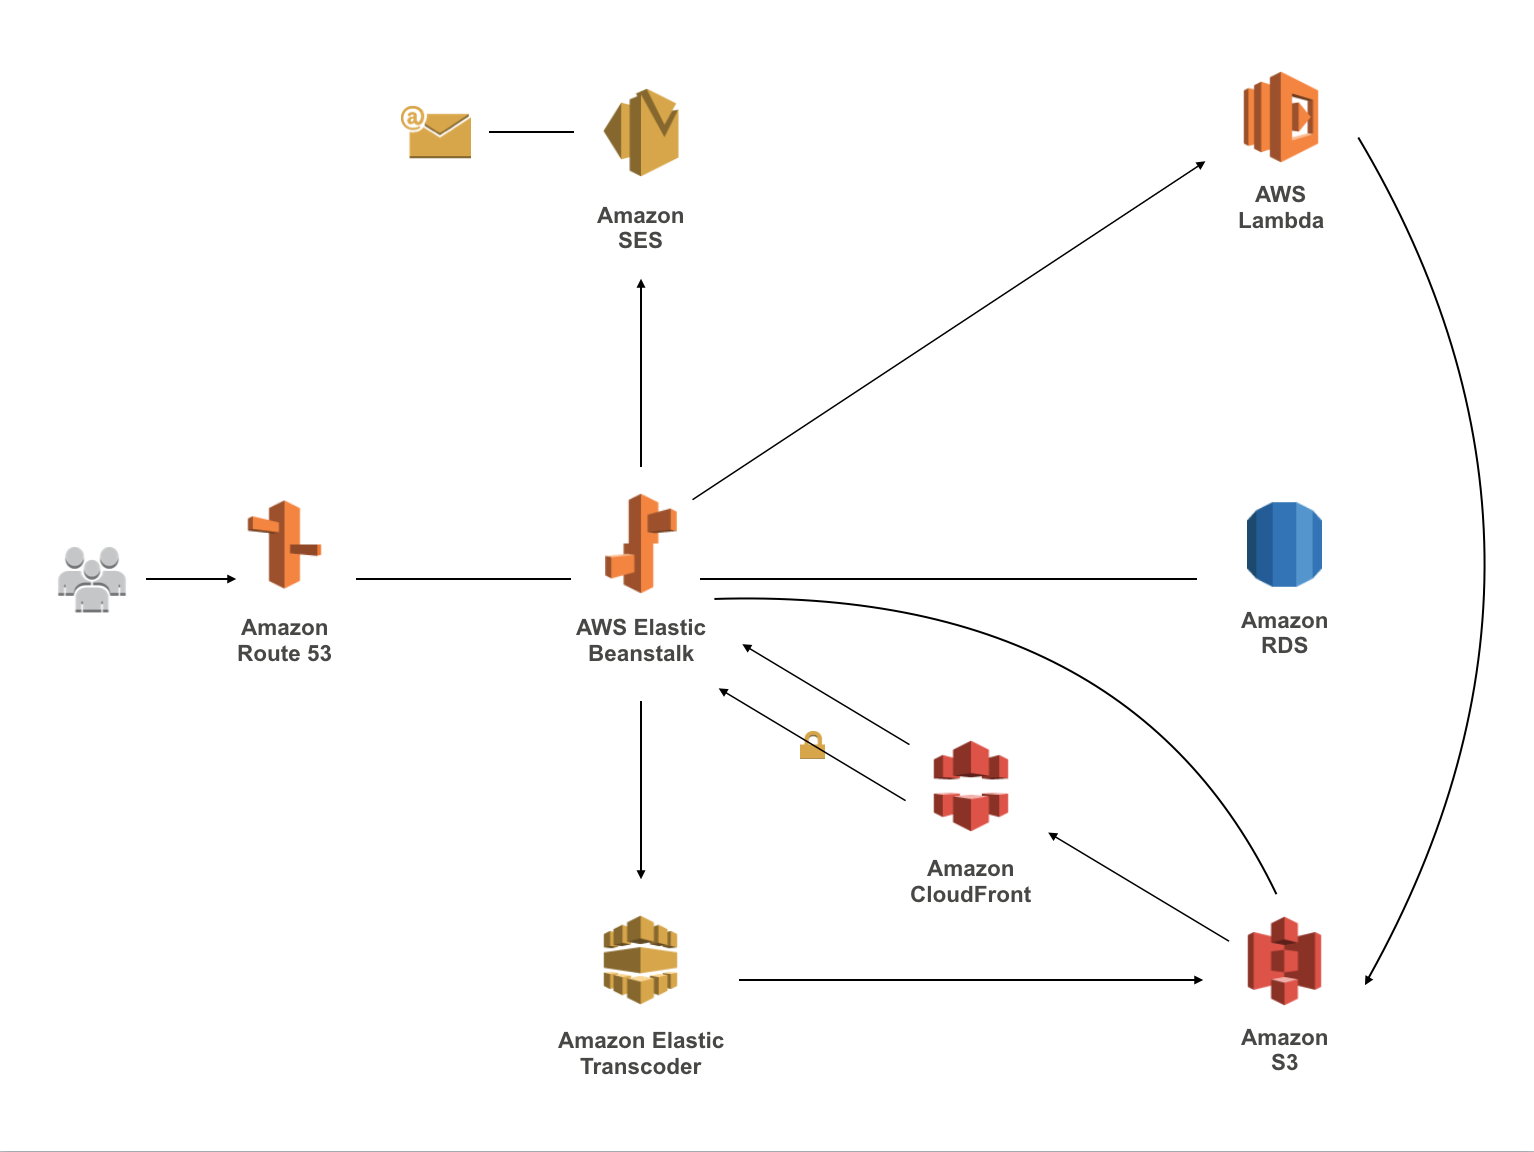 Amazon
SES
AWS
Lambda
Amazon
Route 53
AWS Elastic
Beanstalk
Amazon
RDS
Amazon
CloudFront
Amazon Elastic
Transcoder
Amazon
S3